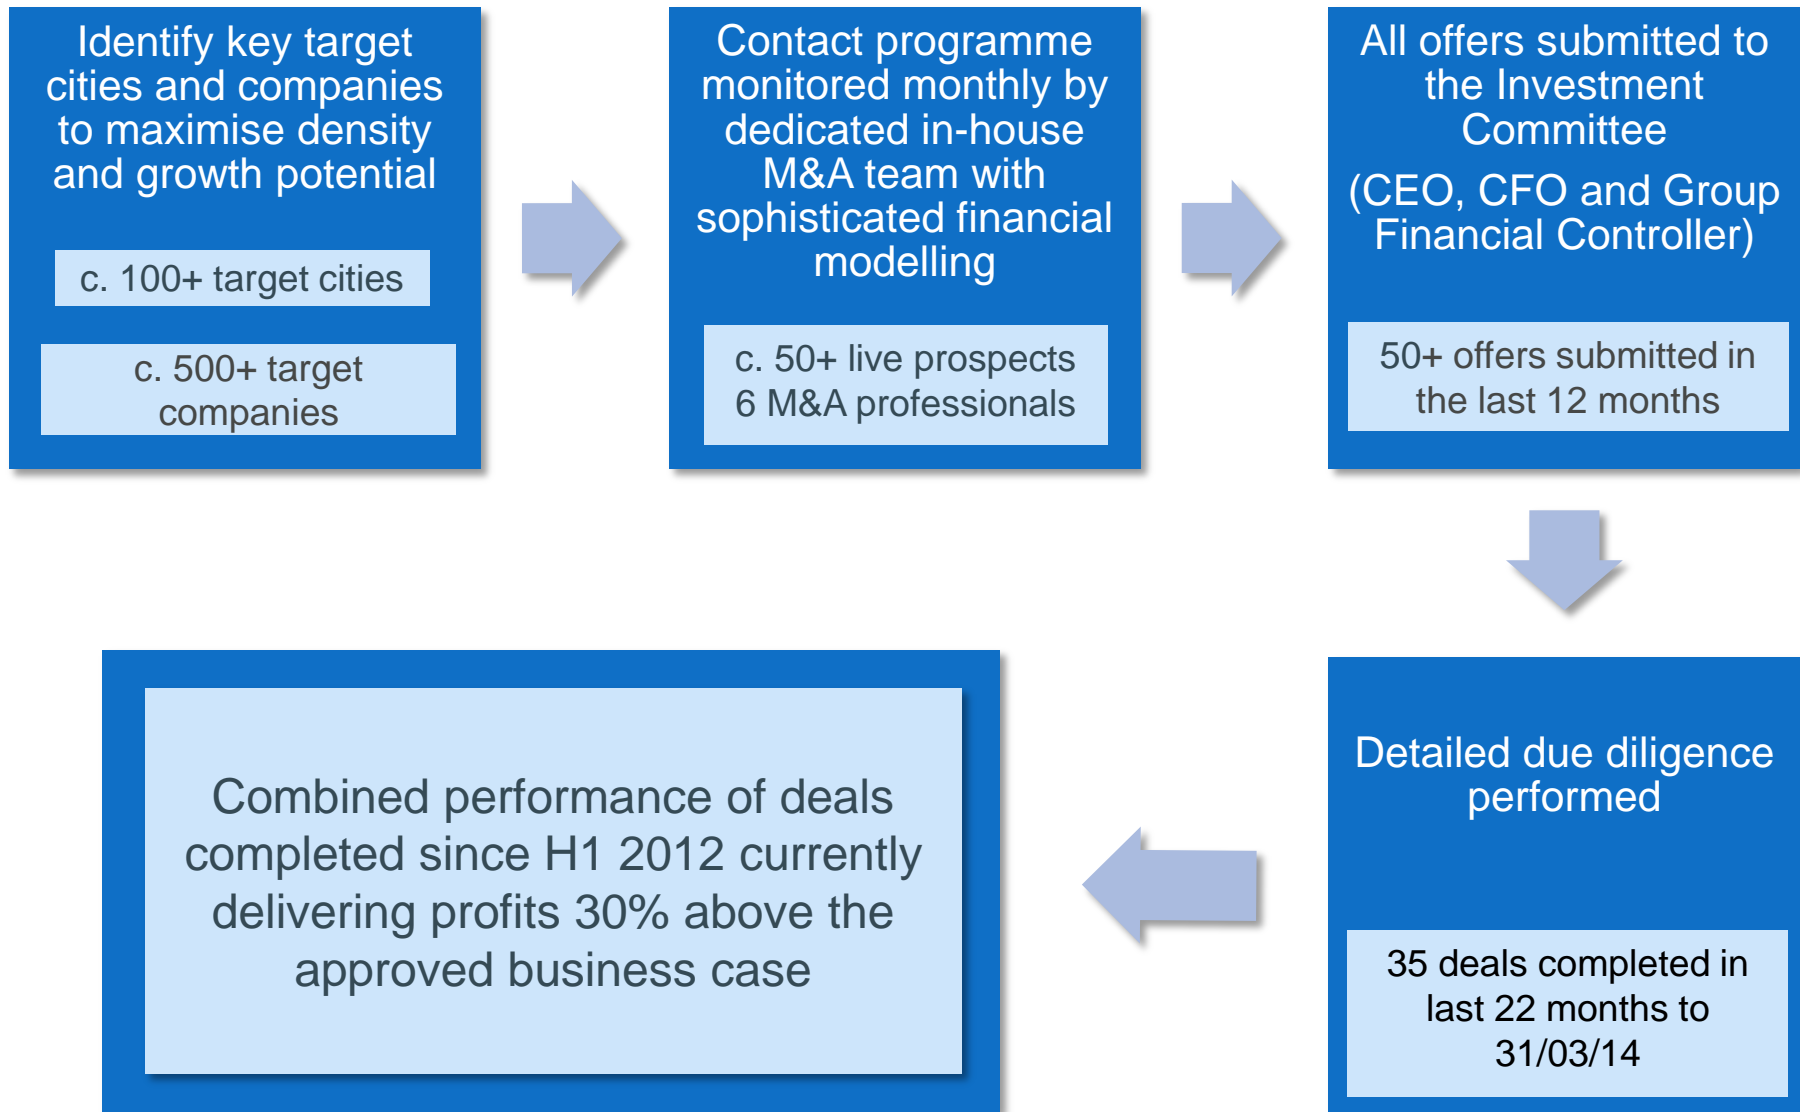 Identify key target
cities and companies
to maximise density
and growth potential
c. 100+ target cities
c. 500+ target
companies
Contact programme
monitored monthly by
dedicated in-house
M&A team with
sophisticated financial
modelling
c. 50+ live prospects
6 M&A professionals
All offers submitted to
the Investment
Committee
(CEO, CFO and Group
Financial Controller)
50+ offers submitted in
the last 12 months
Detailed due diligence
performed
35 deals completed in
last 22 months to
31/03/14
Combined performance of deals
completed since H1 2012 currently
delivering profits 30% above the
approved business case